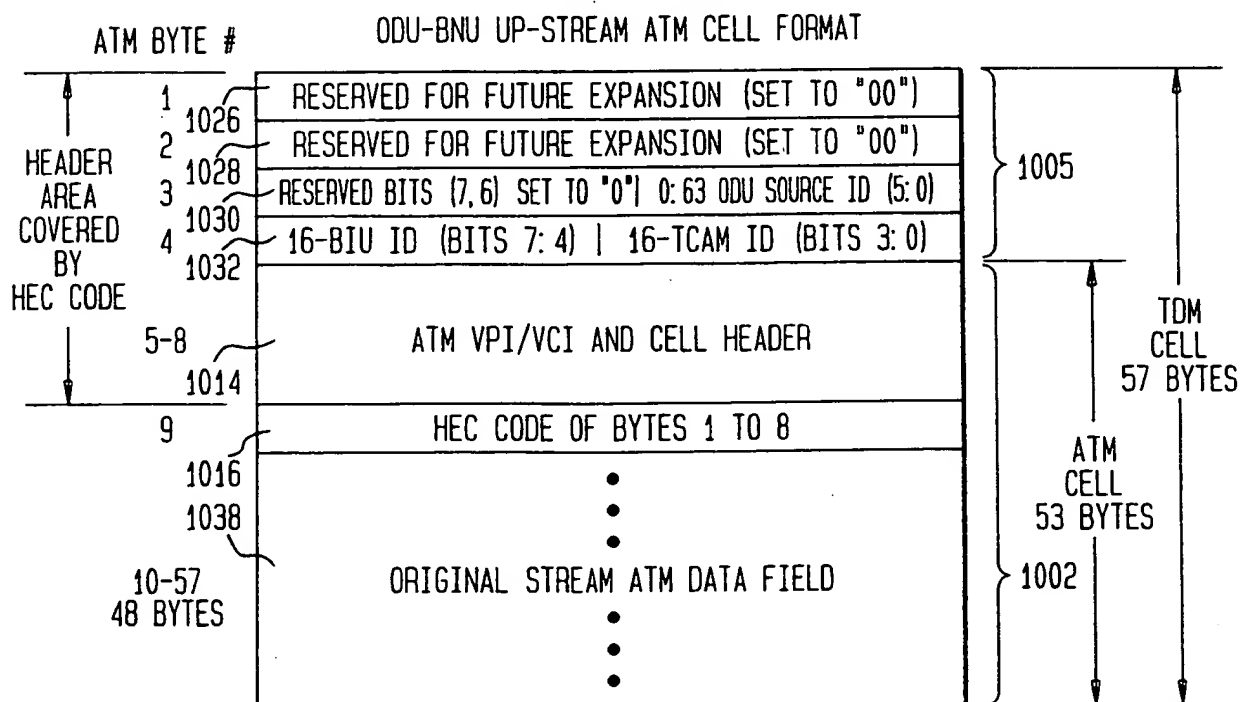 ODU-BNU UP-STREAM ATM CELL FORMAT
ATM BYTE #
HEADER
AREA
COVERED
BY
HEC CODE
1
1026
RESERVED FOR FUTURE EXPANSION (SET TO "00")
2
1028
RESERVED FOR FUTURE EXPANSION (SET TO "00")
3
1030
RESERVED BITS (7,6) SET TO "0"| 0:63 ODU SOURCE ID (5:0)
4
1032
16-BIU ID (BITS 7:4) | 16-TCAM ID (BITS 3:0)
5-8
1014
ATM VPI/VCI AND CELL HEADER
9
1016
HEC CODE OF BYTES 1 TO 8
1038
10-57
48 BYTES
ORIGINAL STREAM ATM DATA FIELD
1005
1002
ATM
CELL
53 BYTES
TDM
CELL
57 BYTES